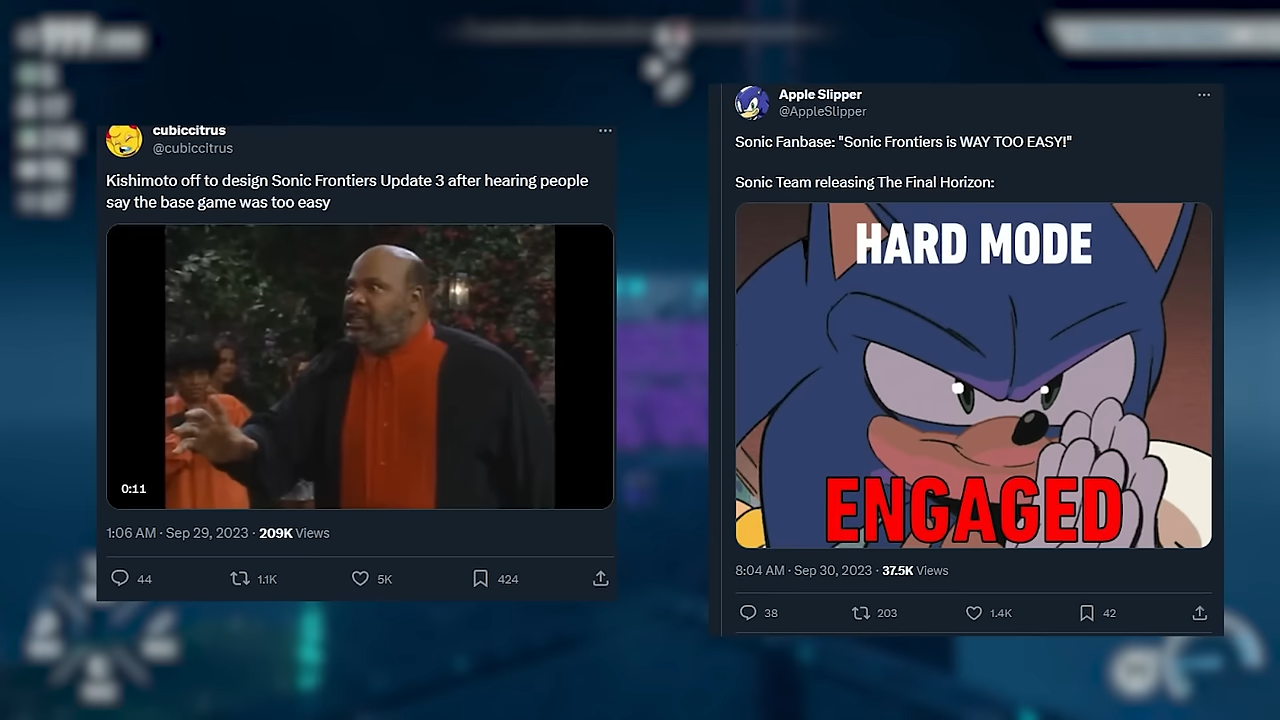 cubiccitrus
@cubiccitrus
Kishimoto off to design Sonic Frontiers Update 3 after hearing people
say the base game was too easy
0:11
1:06 AM · Sep 29, 2023 · 209K Views
44
1.1K
5K
424
Apple Slipper
@AppleSlipper
Sonic Fanbase: "Sonic Frontiers is WAY TOO EASY!"
Sonic Team releasing The Final Horizon:
HARD MODE
ENGAGED
8:04 AM · Sep 30, 2023 · 37.5K Views
38
203
1.4K
42